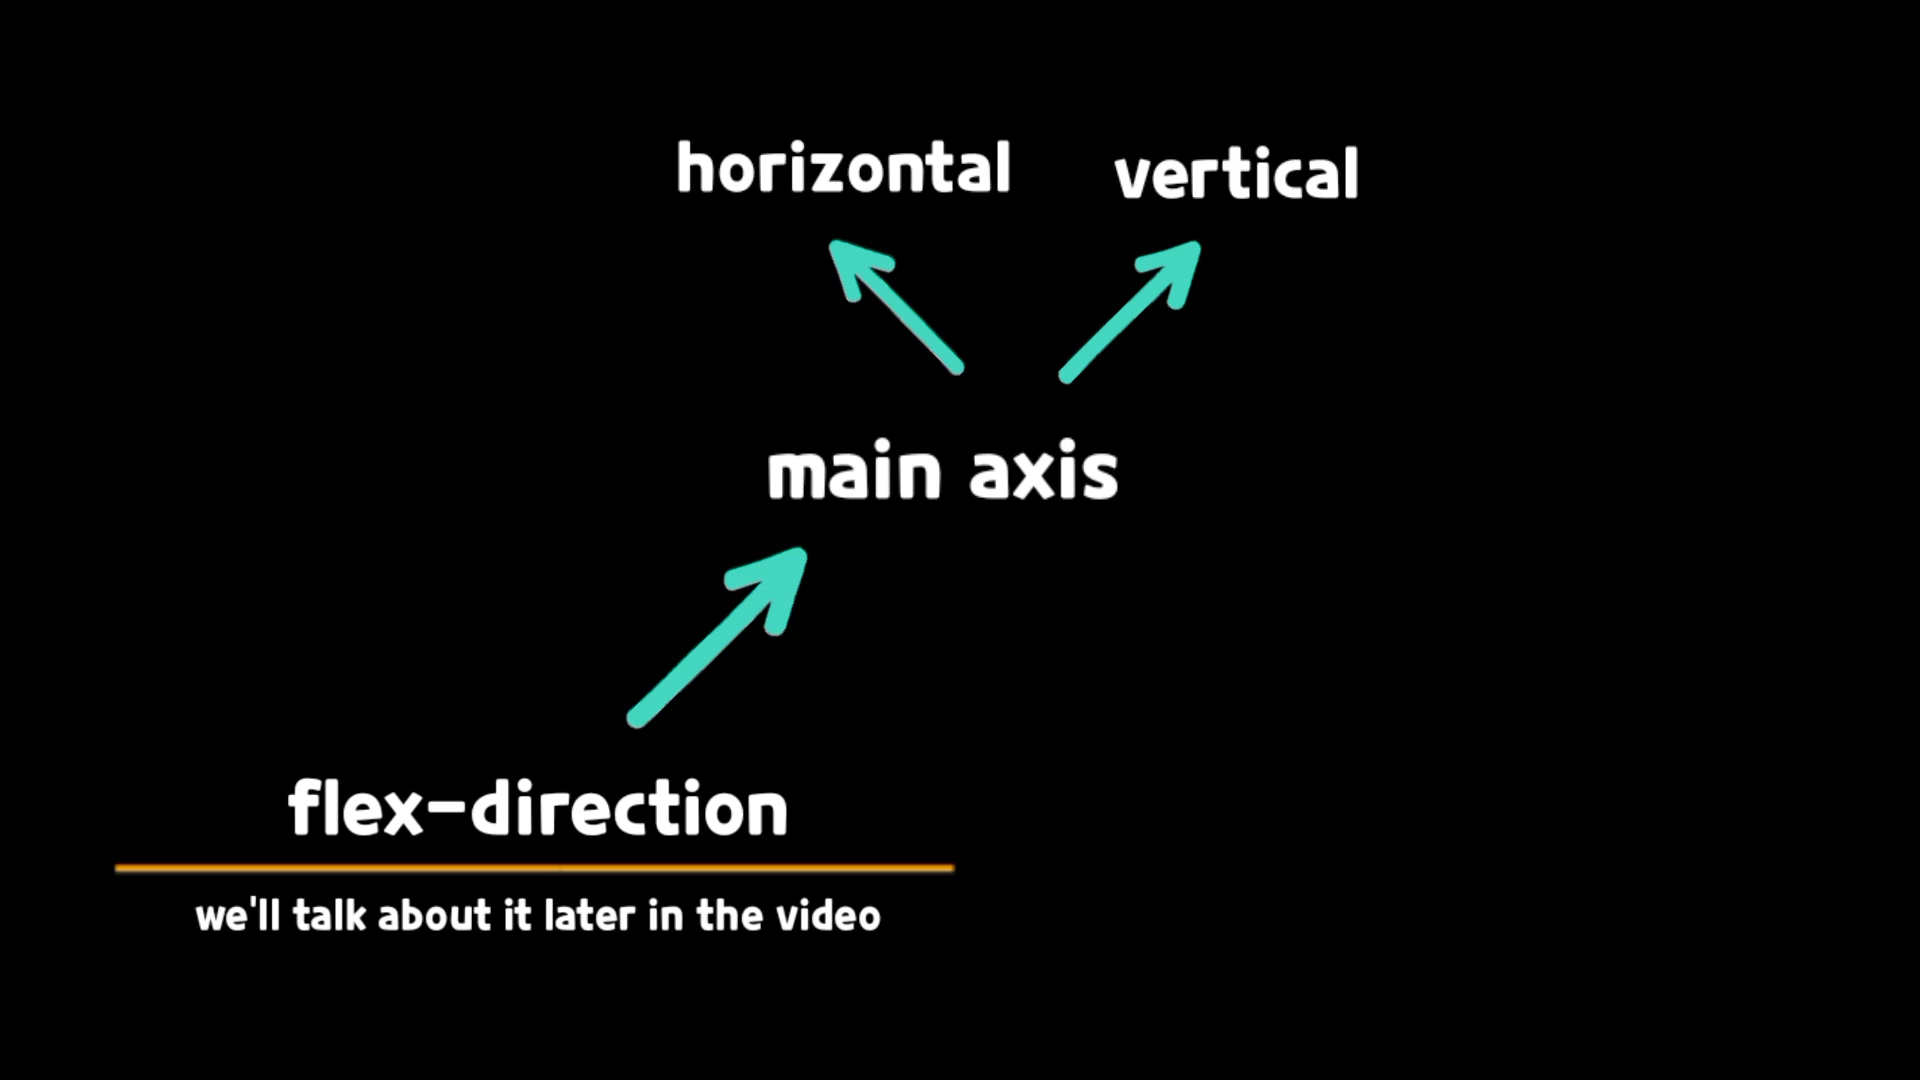 horizontal vertical
main axis
flex-direction
we'll talk about it later in the video